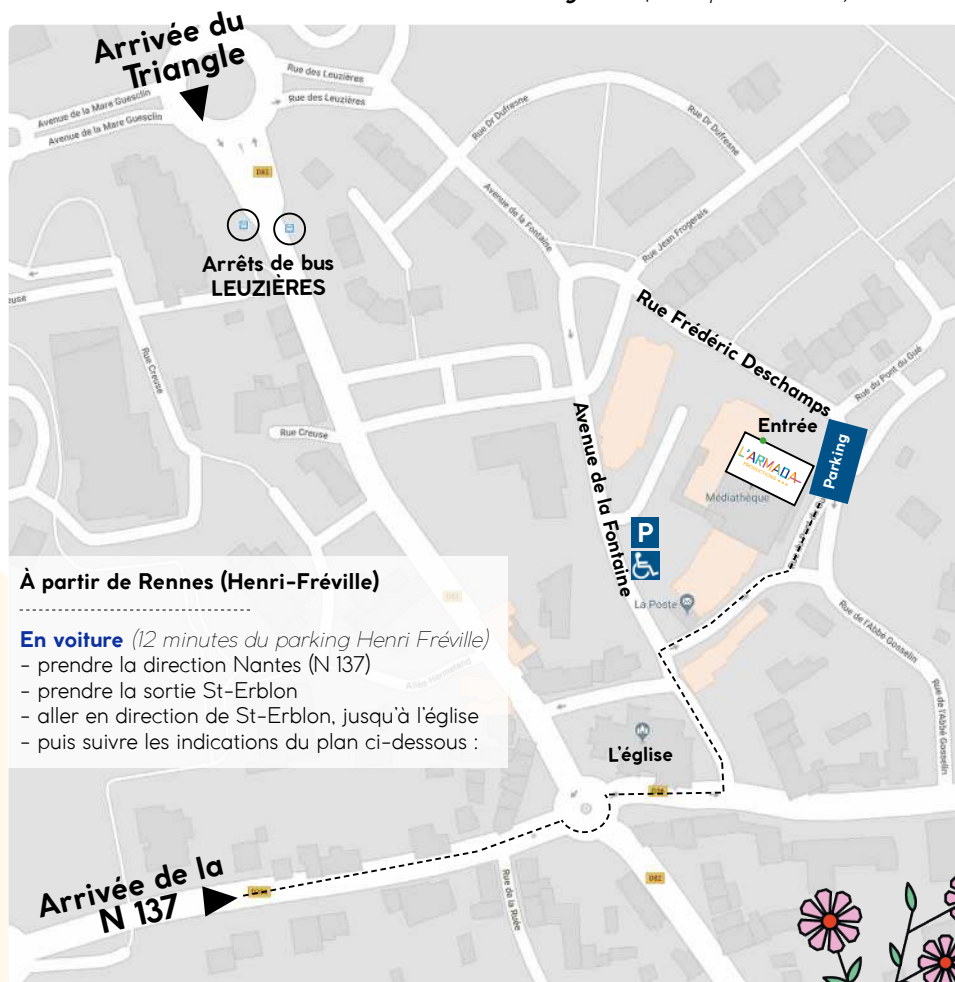 Arrivée du
Triangle
Rue des Leuzières
Rue des Leuzières
Avenue de la Mare Guesclin
Avenue de la Mare Guesclin
Rue Dr Dufresne
Rue Dr Dufresne
D82
Avenue de la Fontaine
Rue Jean Frogerais
Arrêts de bus
LEUZIÈRES
Rue Frédéric Deschamps
Rue du Pont du Gué
Rue Creuse
Rue Creuse
Avenue de la Fontaine
Entrée
L'ARMADA
PRODUCTIONS
Parking
Médiathèque
P
La Poste
Rue de l'Abbé Gosselin
Rue de l'Abbé Gosselin
À partir de Rennes (Henri-Fréville)
En voiture (12 minutes du parking Henri Fréville)
- prendre la direction Nantes (N 137)
- prendre la sortie St-Erblon
- aller en direction de St-Erblon, jusqu'à l'église
- puis suivre les indications du plan ci-dessous :
L'église
Arrivée de la
N 137
Rue de la Ruée
D82